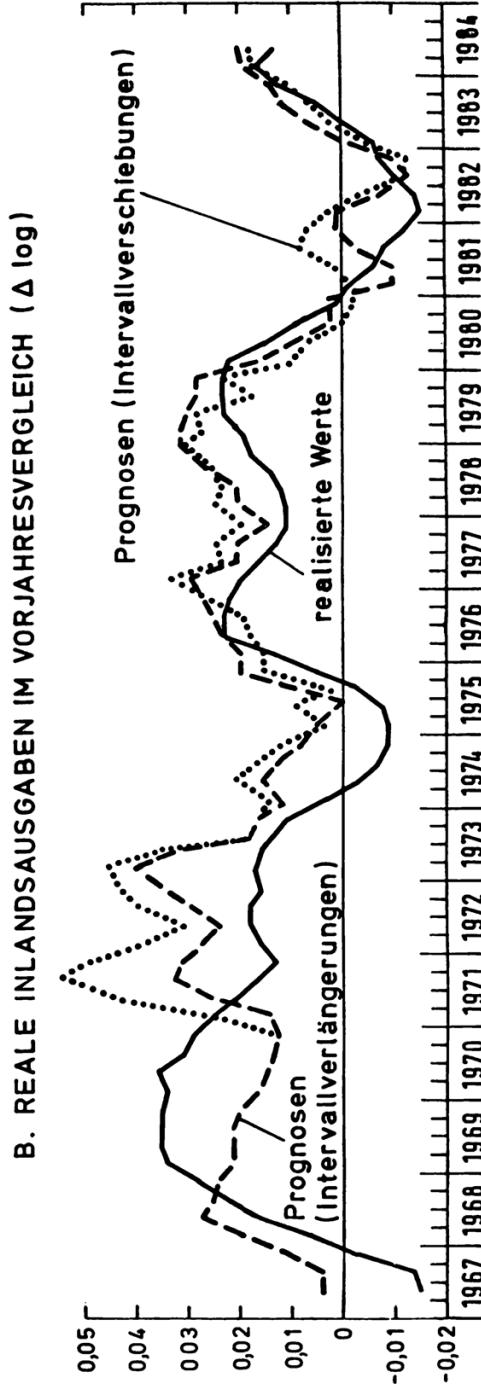 B. REALE INLANDSAUSGABEN IM VORJAHRESVERGLEICH (Δ log)
0,05
0,04
0,03
0,02
0,01
0
-0,01
-0,02
Prognosen (Intervallverschiebungen)
realisierte Werte
Prognosen
(Intervallverlängerungen)
1967 1968 1969 1970 1971 1972 1973 1974 1975 1976 1977 1978 1979 1980 1981 1982 1983 1984